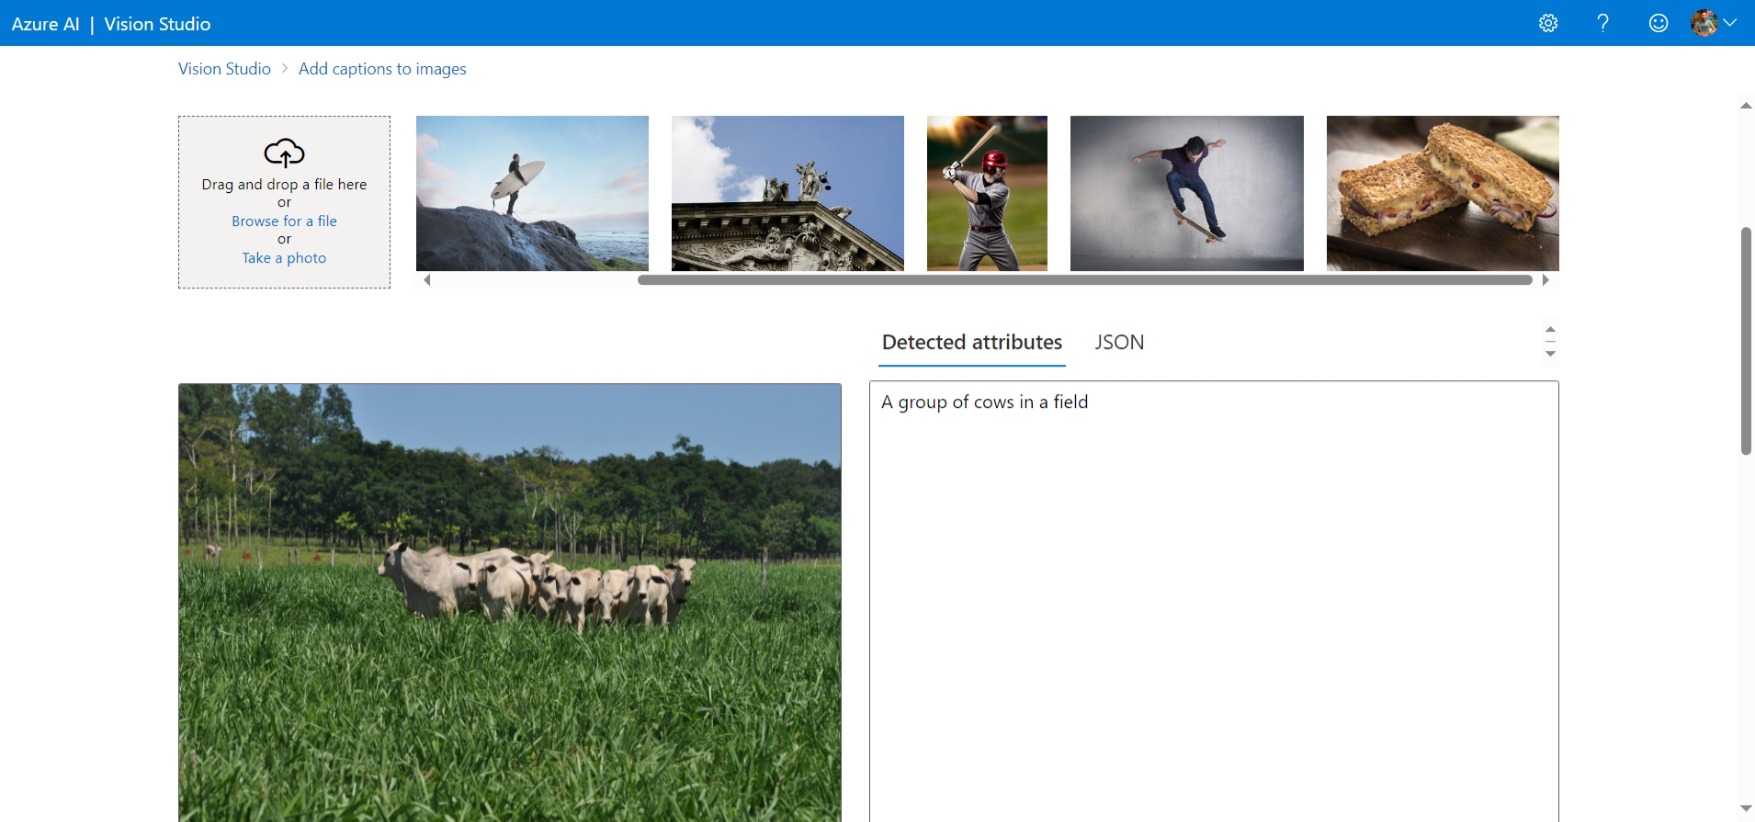 Azure AI | Vision Studio
Vision Studio > Add captions to images
Drag and drop a file here
or
Browse for a file
or
Take a photo
Detected attributes JSON
A group of cows in a field